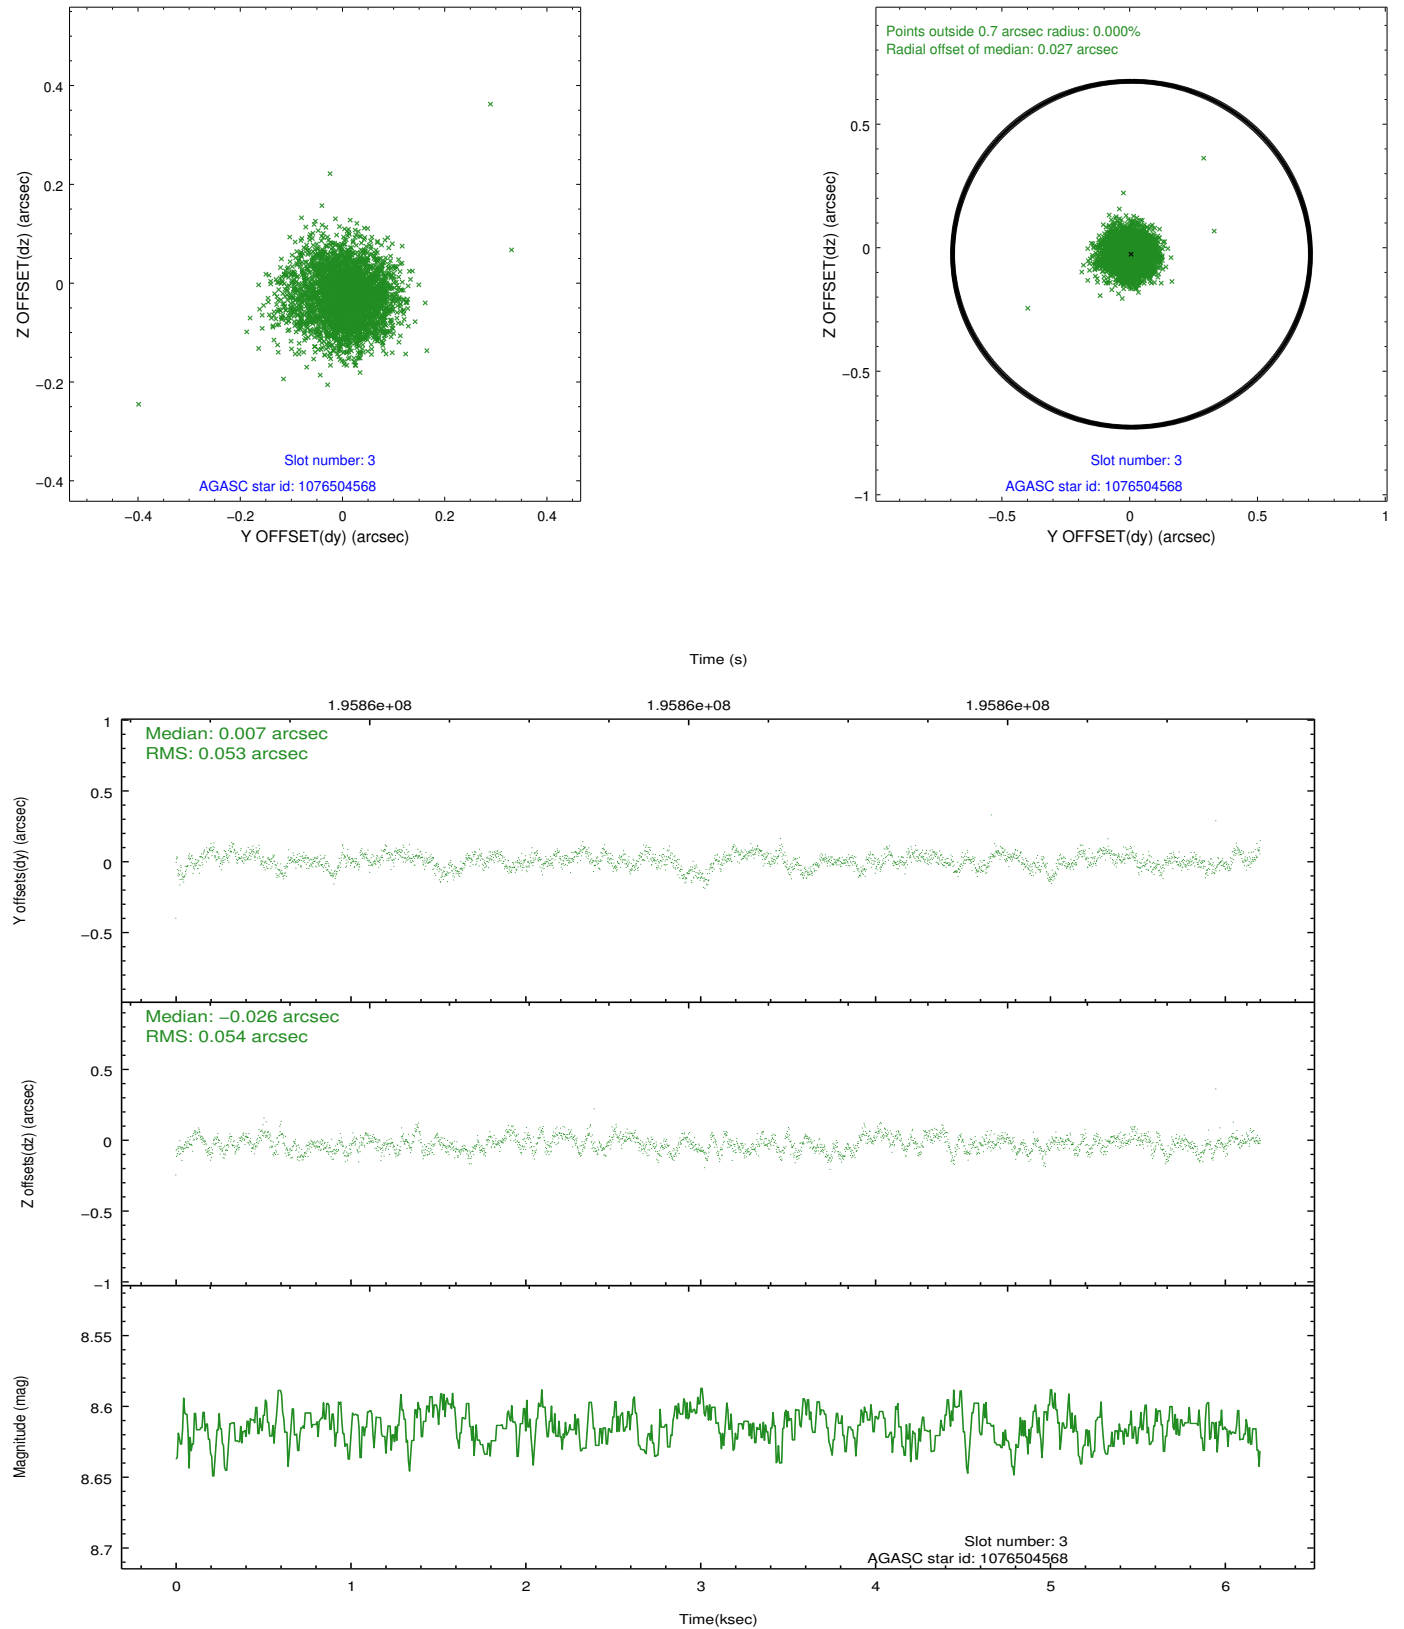 0.4
0.2
0
−0.2
−0.4
−0.4
−0.2
0
0.2
0.4
Z OFFSET(dz) (arcsec)
Y OFFSET(dy) (arcsec)
Slot number: 3
AGASC star id: 1076504568
Points outside 0.7 arcsec radius: 0.000%
Radial offset of median: 0.027 arcsec
0.5
0
−0.5
−1
−0.5
0
0.5
1
Z OFFSET(dz) (arcsec)
Y OFFSET(dy) (arcsec)
Slot number: 3
AGASC star id: 1076504568
Time (s)
1.9586e+08
1.9586e+08
1.9586e+08
Median: 0.007 arcsec
RMS: 0.053 arcsec
1
0.5
0
−0.5
Y offsets(dy) (arcsec)
Median: −0.026 arcsec
RMS: 0.054 arcsec
0.5
0
−0.5
−1
Z offsets(dz) (arcsec)
8.55
8.6
8.65
8.7
Magnitude (mag)
Slot number: 3
AGASC star id: 1076504568
0
1
2
3
4
5
6
Time(ksec)